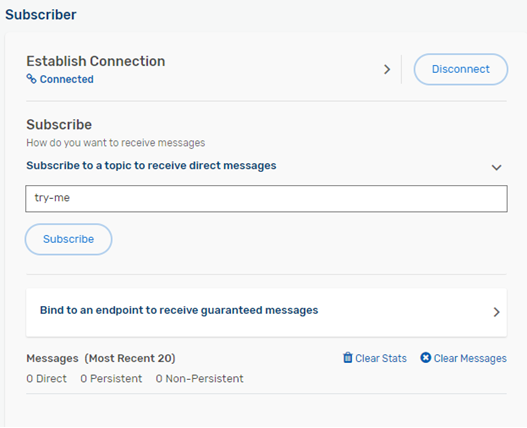 Subscriber
Establish Connection
Connected
Disconnect
Subscribe
How do you want to receive messages
Subscribe to a topic to receive direct messages
try-me
Subscribe
Bind to an endpoint to receive guaranteed messages
Messages (Most Recent 20) Clear Stats Clear Messages
0 Direct 0 Persistent 0 Non-Persistent